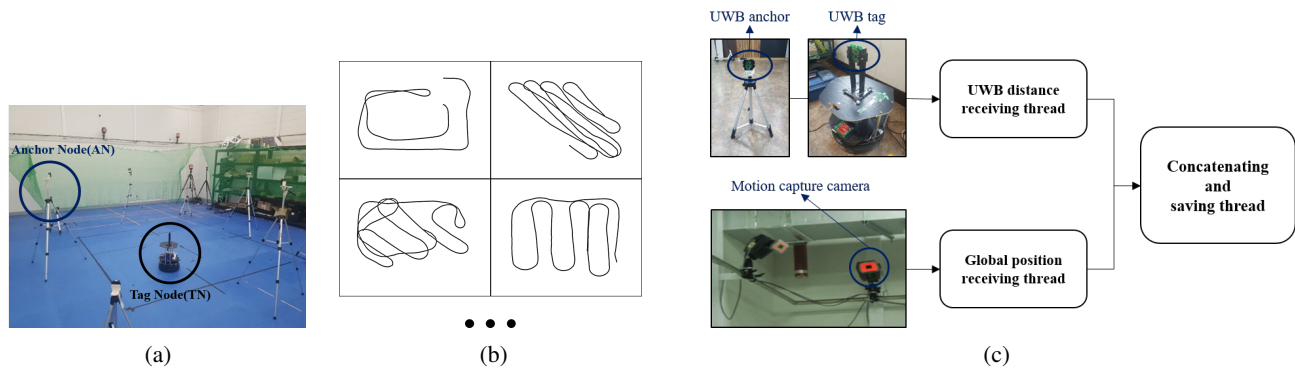 Anchor Node(AN)
Tag Node(TN)
(a)
• • •
(b)
UWB anchor
UWB tag
UWB distance
receiving thread
Motion capture camera
Global position
receiving thread
Concatenating
and
saving thread
(c)